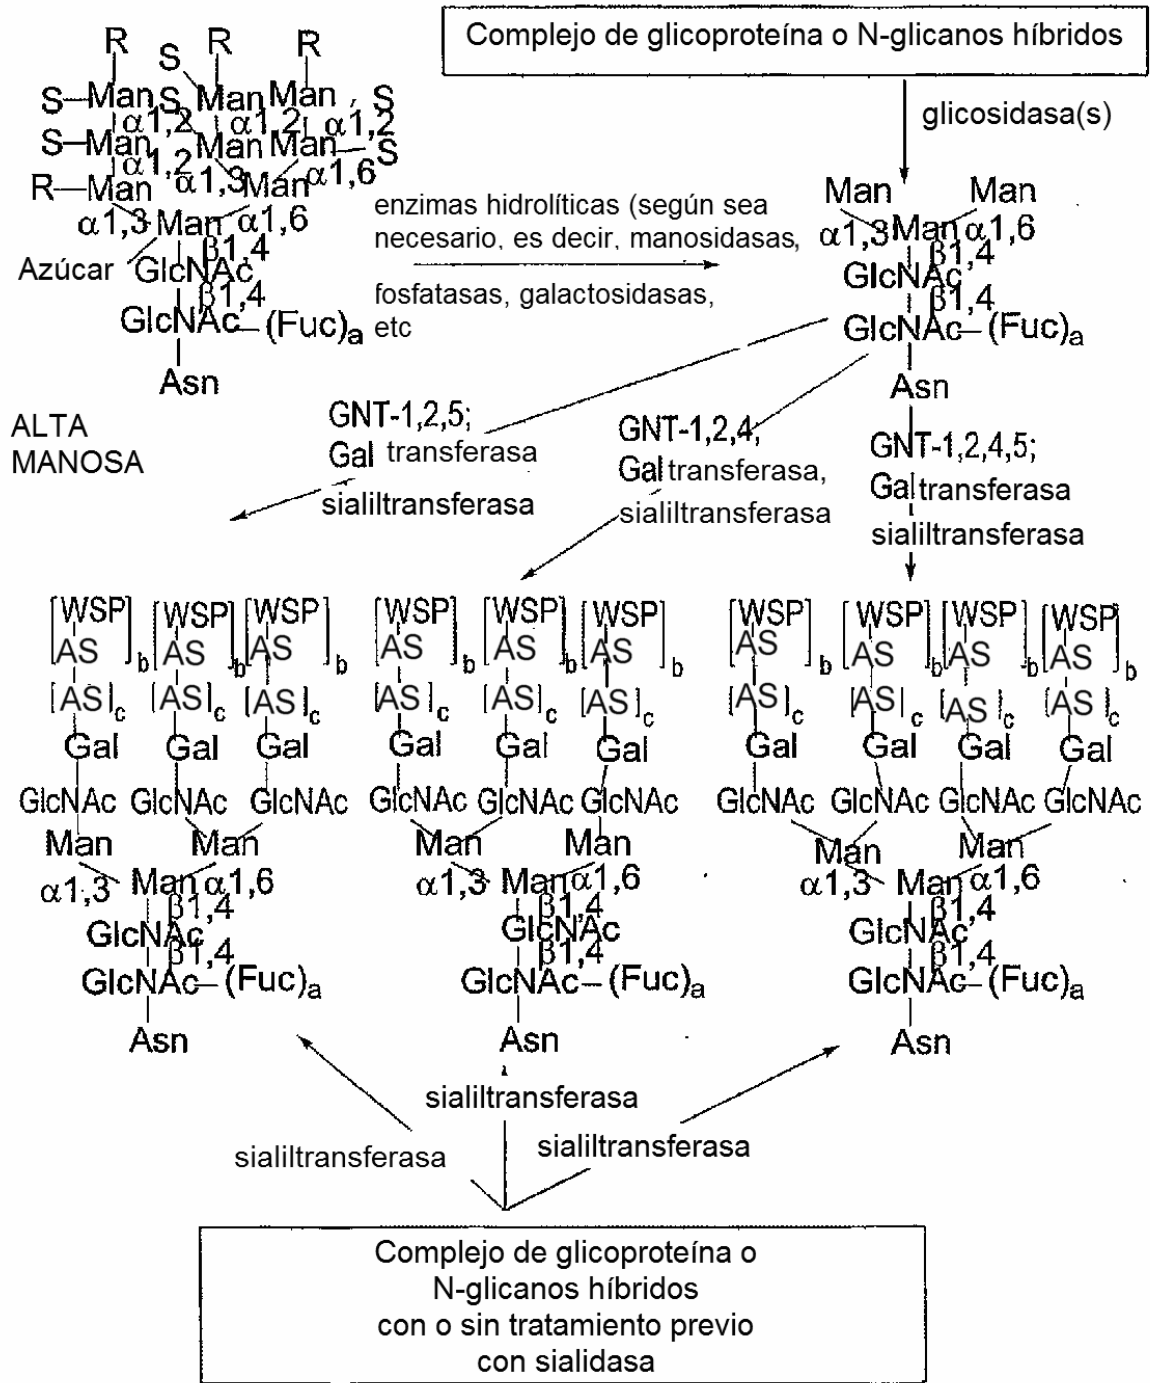 Complejo de glicoproteína o N-glicanos híbridos
glicosidasa(s)
R S R R
S–Man S Man Man S
α1,2 α1,2 α1,2
S–Man Man Man–S
α1,2 α1,3 α1,6
R–Man Man
α1,3 Man α1,6
β1,4
Azúcar GlcNAc
β1,4
GlcNAc–(Fuc)a
Asn
ALTA
MANOSA
enzimas hidrolíticas (según sea
necesario, es decir, manosidasas,
fosfatasas, galactosidasas,
etc
Man Man
α1,3 Man α1,6
β1,4
GlcNAc
β1,4
GlcNAc–(Fuc)a
Asn
GNT-1,2,5;
Gal transferasa
sialiltransferasa
GNT-1,2,4,
Gal transferasa,
sialiltransferasa
GNT-1,2,4,5;
Gal transferasa
sialiltransferasa
[WSP [WSP [WSP
AS]b AS]b AS]b
[AS]c [AS]c [AS]c
Gal Gal Gal
GlcNAc GlcNAc GlcNAc
Man Man
α1,3 Man α1,6
β1,4
GlcNAc
β1,4
GlcNAc–(Fuc)a
Asn
[WSP [WSP [WSP
AS]b AS]b AS]b
[AS]c [AS]c [AS]c
Gal Gal Gal
GlcNAc GlcNAc GlcNAc
Man Man
α1,3 Man α1,6
β1,4
GlcNAc
β1,4
GlcNAc–(Fuc)a
Asn
[WSP [WSP [WSP [WSP
AS]b AS]b AS]b AS]b
[AS]c [AS]c [AS]c [AS]c
Gal Gal Gal Gal
GlcNAc GlcNAc GlcNAc GlcNAc
Man Man
α1,3 Man α1,6
β1,4
GlcNAc
β1,4
GlcNAc–(Fuc)a
Asn
sialiltransferasa
sialiltransferasa
sialiltransferasa
Complejo de glicoproteína o
N-glicanos híbridos
con o sin tratamiento previo
con sialidasa